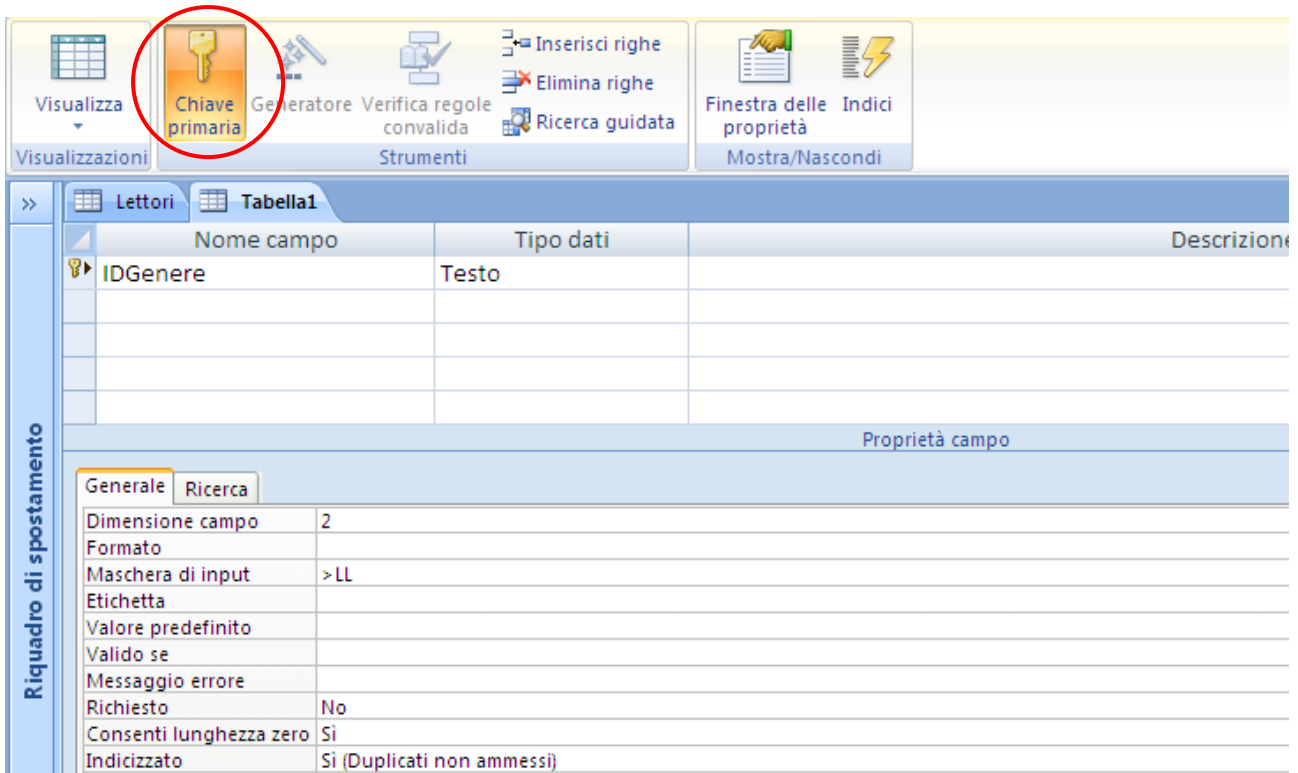 Visualizza
Chiave primaria
Generatore
Verifica regole convalida
Inserisci righe
Elimina righe
Ricerca guidata
Finestra delle proprietà
Indici
Visualizzazioni
Strumenti
Mostra/Nascondi
»
Lettori
Tabella1
Nome campo Tipo dati Descrizione
IDGenere Testo
Riquadro di spostamento
Proprietà campo
Generale Ricerca
Dimensione campo 2
Formato
Maschera di input >LL
Etichetta
Valore predefinito
Valido se
Messaggio errore
Richiesto No
Consenti lunghezza zero Sì
Indicizzato Sì (Duplicati non ammessi)